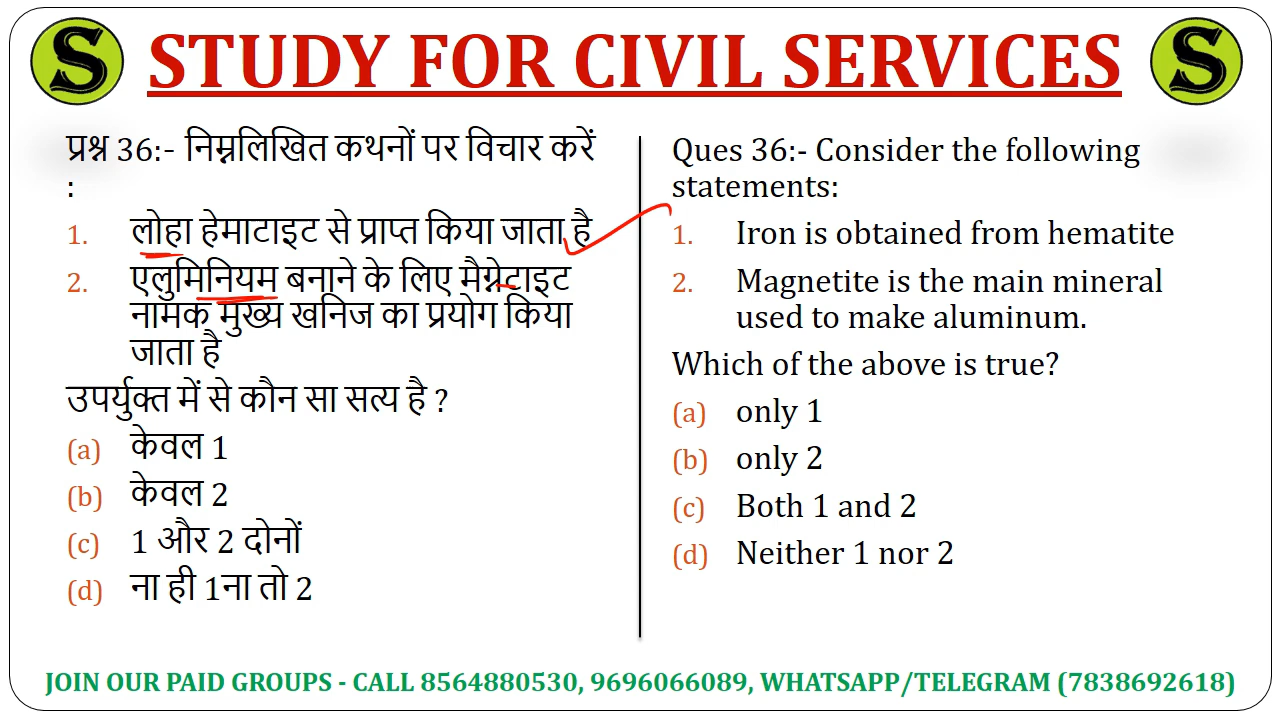 S
STUDY FOR CIVIL SERVICES
S
प्रश्न 36:- निम्नलिखित कथनों पर विचार करें
:
1. लोहा हेमाटाइट से प्राप्त किया जाता है
2. एलुमिनियम बनाने के लिए मैग्नेटाइट
नामक मुख्य खनिज का प्रयोग किया
जाता है
उपर्युक्त में से कौन सा सत्य है ?
(a) केवल 1
(b) केवल 2
(c) 1 और 2 दोनों
(d) ना ही 1ना तो 2
Ques 36:- Consider the following
statements:
1. Iron is obtained from hematite
2. Magnetite is the main mineral
used to make aluminum.
Which of the above is true?
(a) only 1
(b) only 2
(c) Both 1 and 2
(d) Neither 1 nor 2
JOIN OUR PAID GROUPS - CALL 8564880530, 9696066089, WHATSAPP/TELEGRAM (7838692618)